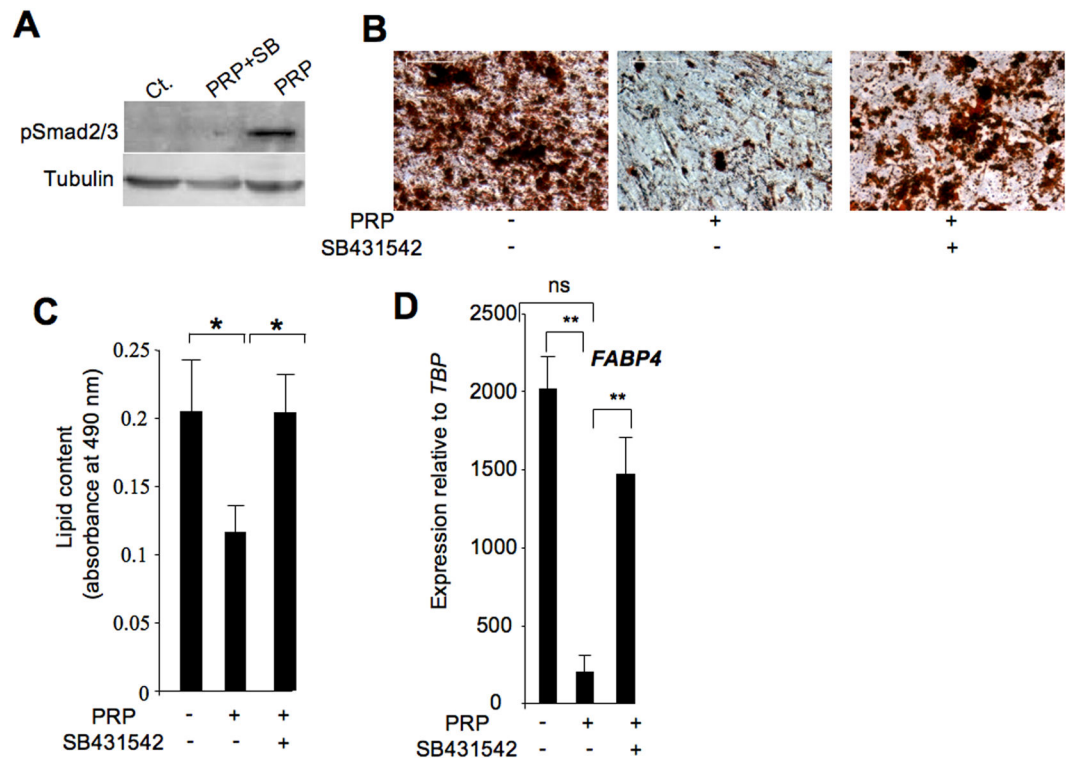 A
Ct.
PRP+SB
PRP
pSmad2/3
Tubulin
B
PRP - + +
SB431542 - - +
C
* *
Lipid content
(absorbance at 490 nm)
0.25
0.2
0.15
0.1
0.05
0
PRP - + +
SB431542 - - +
D
ns
**
FABP4
**
Expression relative to TBP
2500
2000
1500
1000
500
0
PRP - + +
SB431542 - - +